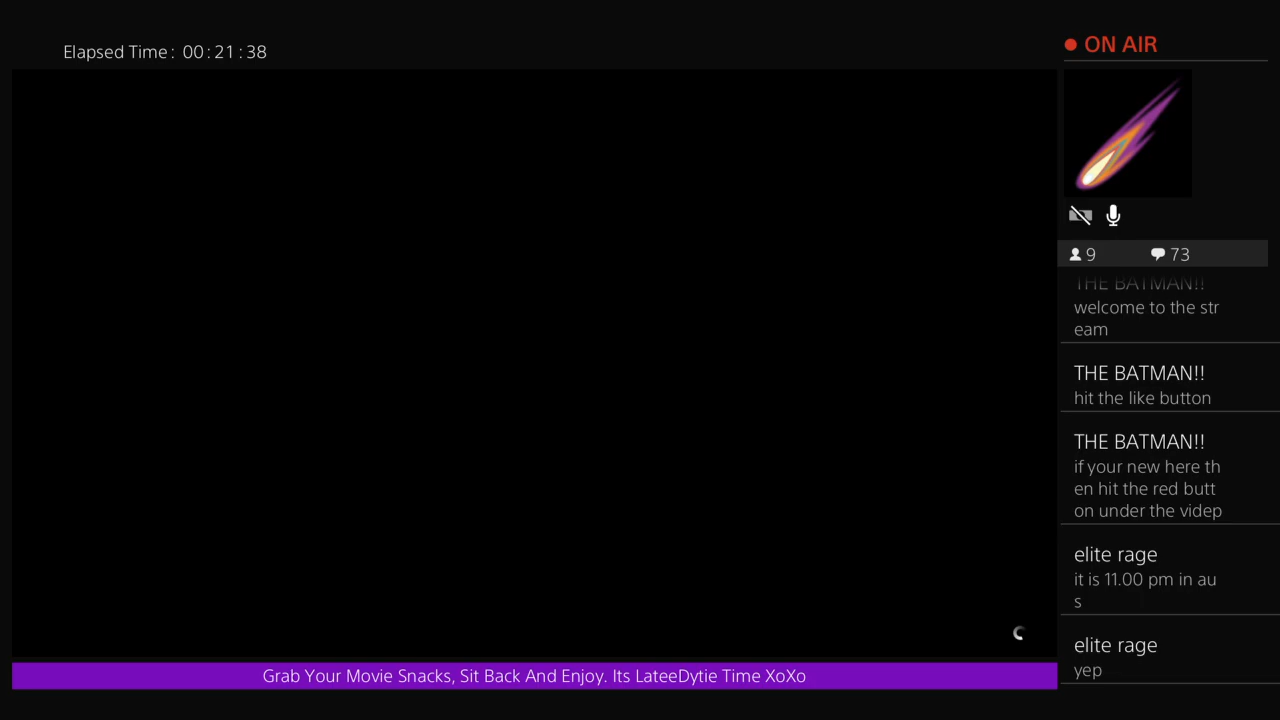 Elapsed Time: 00:21:38
ON AIR
9 73
THE BATMAN!!
welcome to the str
eam
THE BATMAN!!
hit the like button
THE BATMAN!!
if your new here th
en hit the red butt
on under the videp
elite rage
it is 11.00 pm in au
s
elite rage
yep
Grab Your Movie Snacks, Sit Back And Enjoy. Its LateeDytie Time XoXo